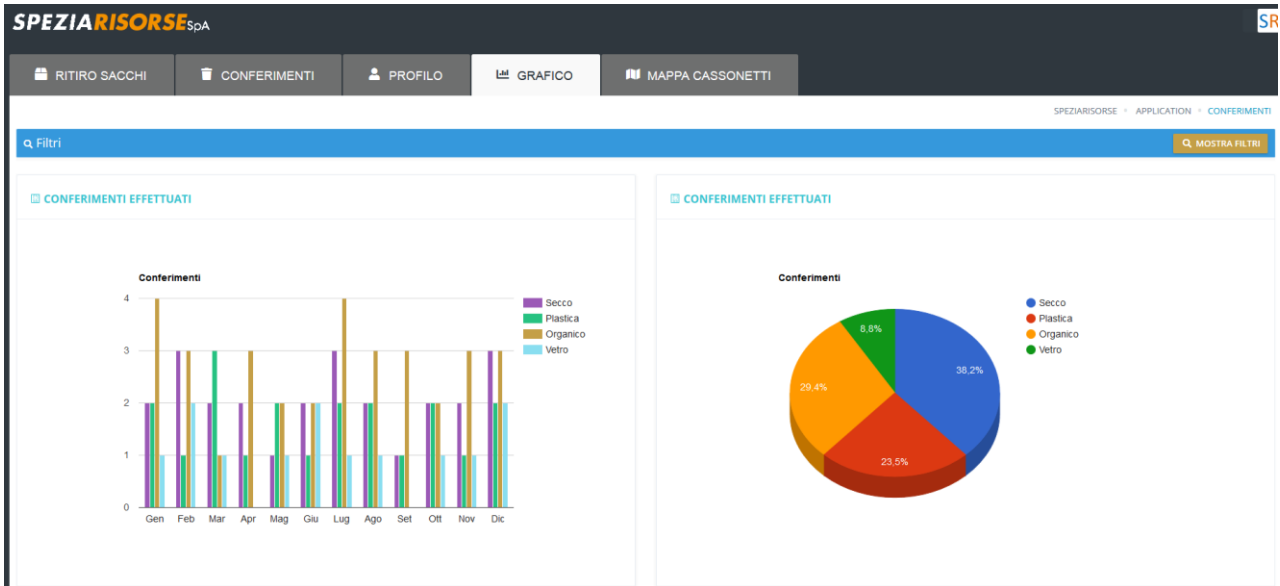 SPEZIARISORSESpA
SR
RITIRO SACCHI
CONFERIMENTI
PROFILO
GRAFICO
MAPPA CASSONETTI
SPEZIARISORSE APPLICATION CONFERIMENTI
Filtri
MOSTRA FILTRI
CONFERIMENTI EFFETTUATI
Conferimenti
4
3
2
1
0
Gen Feb Mar Apr Mag Giu Lug Ago Set Ott Nov Dic
Secco
Plastica
Organico
Vetro
CONFERIMENTI EFFETTUATI
Conferimenti
8,8%
38,2%
29,4%
23,5%
Secco
Plastica
Organico
Vetro